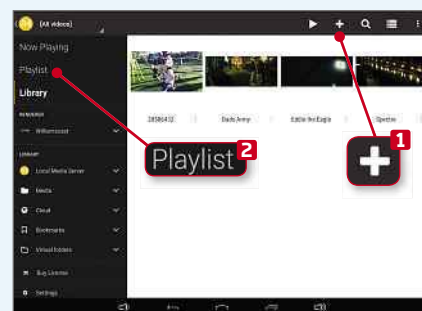 (All videos)
Now Playing
Playlist
Library
RENDERER
LIBRARY
Local Media Server
Media
Cloud
Bookmarks
Virtual folders
Buy License
Settings
Dads Army
Eddie the Eagle
Spectre
Playlist
2
1